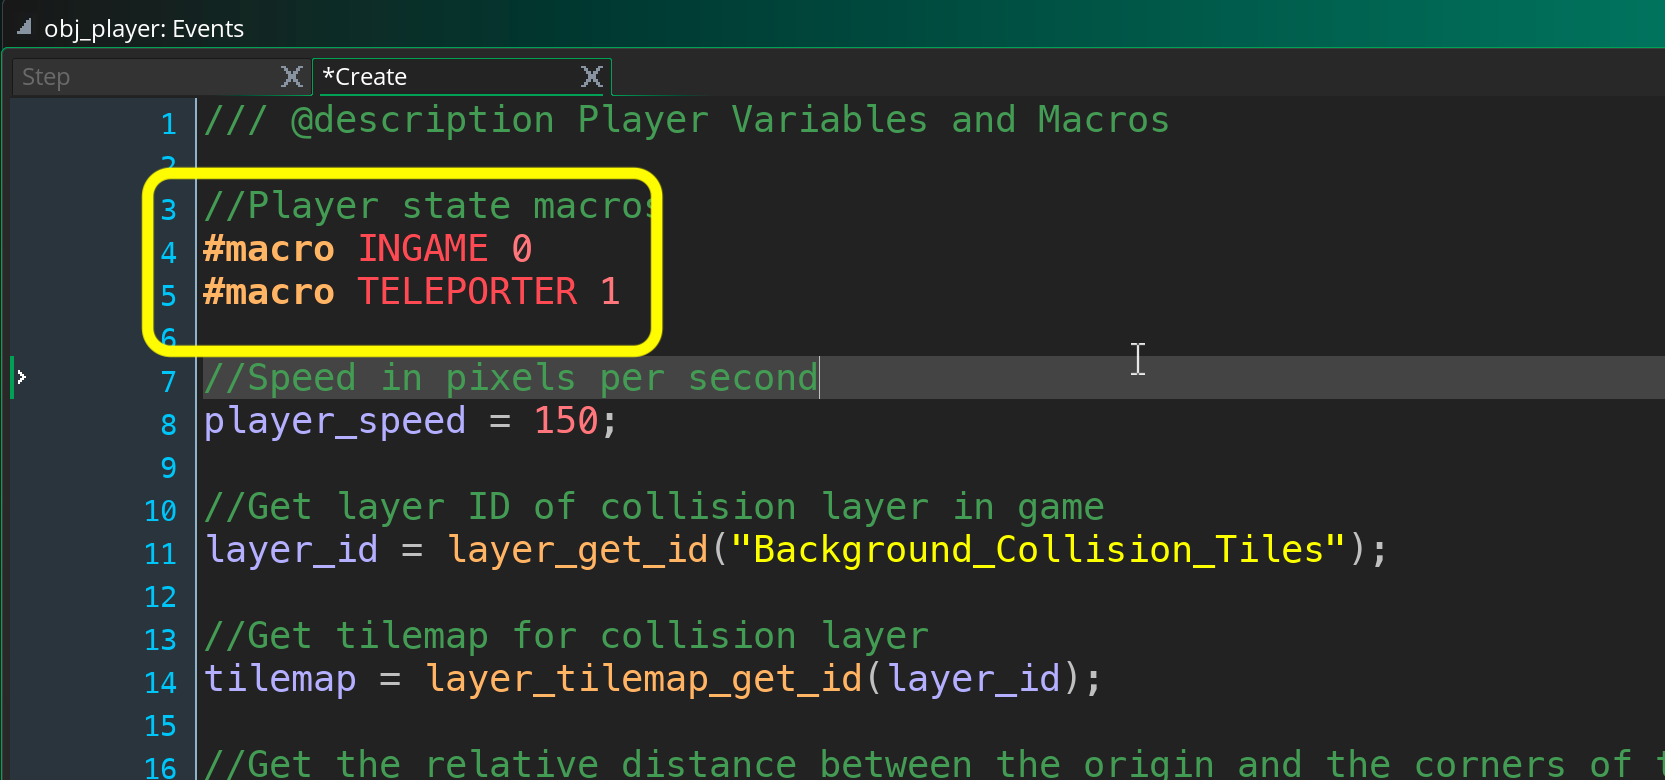 obj_player: Events
Step
*Create
1 /// @description Player Variables and Macros
2
3 //Player state macros
4 #macro INGAME 0
5 #macro TELEPORTER 1
6
7 //Speed in pixels per second
8 player_speed = 150;
9
10 //Get layer ID of collision layer in game
11 layer_id = layer_get_id("Background_Collision_Tiles");
12
13 //Get tilemap for collision layer
14 tilemap = layer_tilemap_get_id(layer_id);
15
16 //Get the relative distance between the origin and the corners of